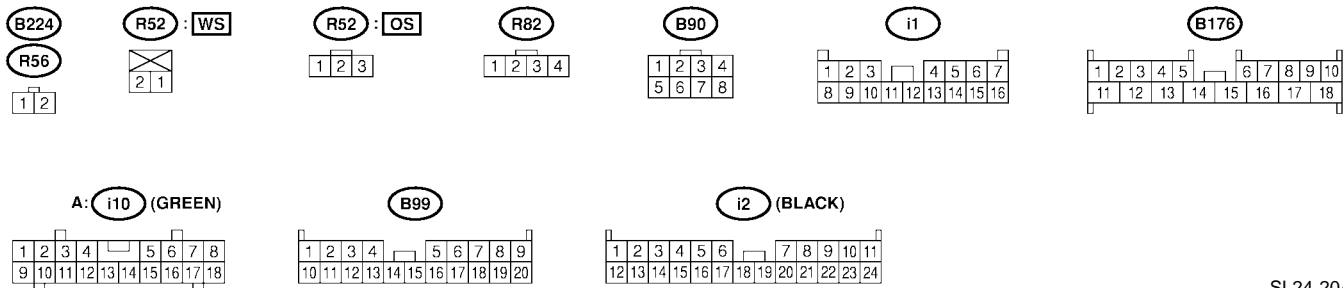 B224 R52 : WS R52 : OS R82 B90 i1 B176
R56
1 2
2 1
1 2 3
1 2 3 4
1 2 3 4
5 6 7 8
1 2 3 4 5 6 7
8 9 10 11 12 13 14 15 16
1 2 3 4 5 6 7 8 9 10
11 12 13 14 15 16 17 18
A: i10 (GREEN) B99 i2 (BLACK)
1 2 3 4 5 6 7 8
9 10 11 12 13 14 15 16 17 18
1 2 3 4 5 6 7 8 9
10 11 12 13 14 15 16 17 18 19 20
1 2 3 4 5 6 7 8 9 10 11
12 13 14 15 16 17 18 19 20 21 22 23 24